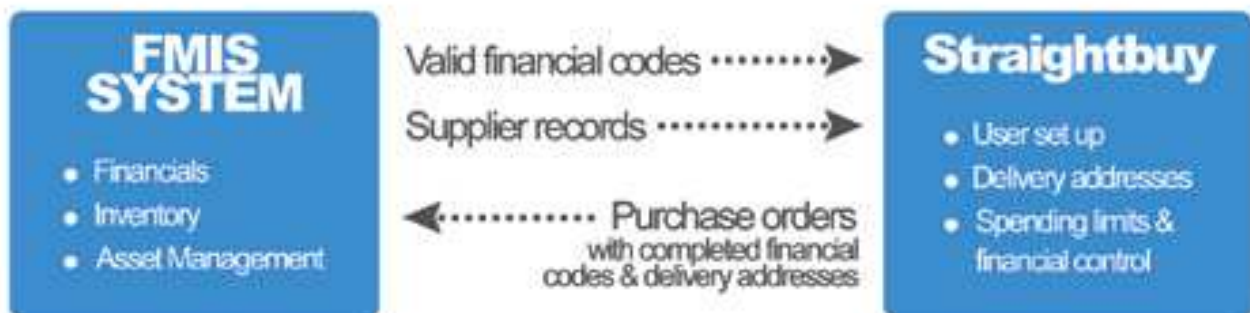 FMIS
SYSTEM
Financials
Inventory
Asset Management
Valid financial codes
Supplier records
Purchase orders
with completed financial
codes & delivery addresses
Straightbuy
User set up
Delivery addresses
Spending limits &
financial control